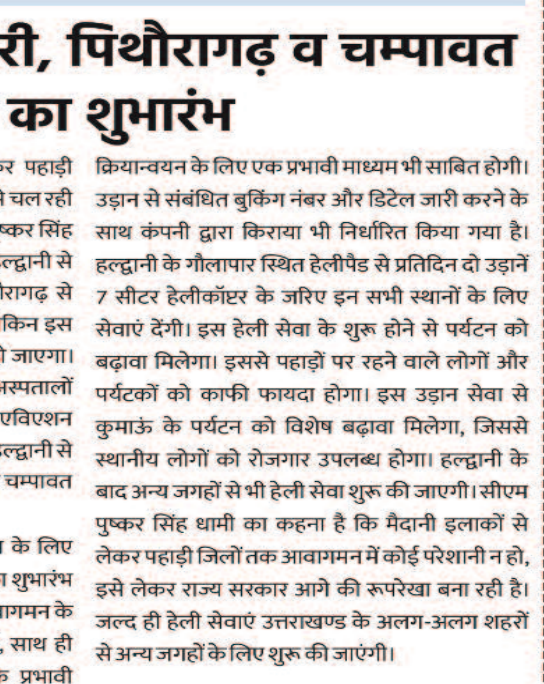 री, पिथौरागढ़ व चम्पावत
का शुभारंभ
पहाड़ी
चल रही
सिंह
हल्द्वानी से
से
इस
जाएगा।
अस्पतालों
एविएशन
हल्द्वानी से
चम्पावत
के लिए
शुभारंभ
के
साथ ही
प्रभावी
क्रियान्वयन के लिए एक प्रभावी माध्यम भी साबित होगी।
उड़ान से संबंधित बुकिंग नंबर और डिटेल जारी करने के
साथ कंपनी द्वारा किराया भी निर्धारित किया गया है।
हल्द्वानी के गौलापार स्थित हेलीपैड से प्रतिदिन दो उड़ानें
7 सीटर हेलीकॉप्टर के जरिए इन सभी स्थानों के लिए
सेवाएं देंगी। इस हेली सेवा के शुरू होने से पर्यटन को
बढ़ावा मिलेगा। इससे पहाड़ों पर रहने वाले लोगों और
पर्यटकों को काफी फायदा होगा। इस उड़ान सेवा से
कुमाऊं के पर्यटन को विशेष बढ़ावा मिलेगा, जिससे
स्थानीय लोगों को रोजगार उपलब्ध होगा। हल्द्वानी के
बाद अन्य जगहों से भी हेली सेवा शुरू की जाएगी। सीएम
पुष्कर सिंह धामी का कहना है कि मैदानी इलाकों से
लेकर पहाड़ी जिलों तक आवागमन में कोई परेशानी न हो,
इसे लेकर राज्य सरकार आगे की रूपरेखा बना रही है।
जल्द ही हेली सेवाएं उत्तराखण्ड के अलग-अलग शहरों
से अन्य जगहों के लिए शुरू की जाएंगी।